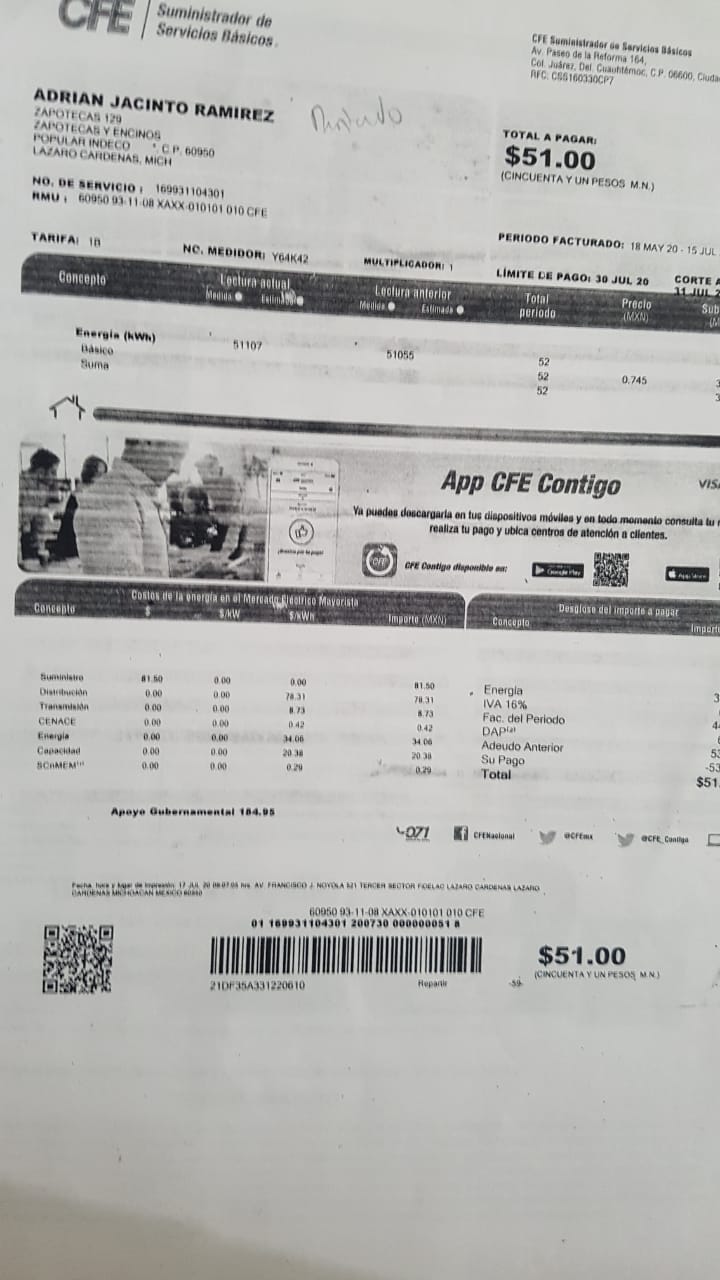 CFE
Suministrador de
Servicios Básicos
CFE Suministrador de Servicios Básicos
Av. Paseo de la Reforma 164,
Col. Juárez, Del. Cuauhtémoc, C.P. 06600, Ciuda
RFC: CSS160330CP7
ADRIAN JACINTO RAMIREZ
ZAPOTECAS 129
ZAPOTECAS Y ENCINOS
POPULAR INDECO C.P. 60950
LAZARO CARDENAS, MICH
TOTAL A PAGAR:
$51.00
(CINCUENTA Y UN PESOS M.N.)
NO. DE SERVICIO : 169931104301
RMU : 60950 93-11-08 XAXX-010101 010 CFE
TARIFA: 1B NO. MEDIDOR: Y64K42 MULTIPLICADOR: 1
PERIODO FACTURADO: 18 MAY 20 - 15 JUL
LÍMITE DE PAGO: 30 JUL 20 CORTE A
31 JUL 2
Concepto Lectura actual Lectura anterior Total periodo Precio (MXN) Sub
Medida Estimada Medida Estimada
Energía (kWh) 51107 51055 52
Básico 52 0.745 3
Suma 52 3
App CFE Contigo
VISA
Ya puedes descargarla en tus dispositivos móviles y en todo momento consulta tu r
realiza tu pago y ubica centros de atención a clientes.
CFE
CFE Contigo disponible en: Google Play App Store
Costos de la energía en el Mercado Eléctrico Mayorista
Concepto $ $/kW $/kWh Importe (MXN)
Suministro 81.50 0.00 0.00 81.50
Distribución 0.00 0.00 78.31 78.31
Transmisión 0.00 0.00 8.73 8.73
CENACE 0.00 0.00 0.42 0.42
Energía 0.00 0.00 34.06 34.06
Capacidad 0.00 0.00 20.38 20.38
SCnMEM 0.00 0.00 0.29 0.29
Desglose del importe a pagar
Concepto Importe
Energía 3
IVA 16%
Fac. del Periodo 4
DAP
Adeudo Anterior 53
Su Pago -53
Total $51.
Apoyo Gubernamental 184.95
071 CFENacional @CFEmx @CFE_Contigo
Fecha, hora y lugar de impresión: 17 JUL 20 AV. FRANCISCO J. NOYOLA 521 TERCER SECTOR FIDELAC LAZARO CARDENAS LAZARO
CARDENAS MICHOACAN MEXICO 60950
60950 93-11-08 XAXX-010101 010 CFE
01 169931104301 200730 000000051 8
21DF35A331220610 Repartir -59-
$51.00
(CINCUENTA Y UN PESOS M.N.)